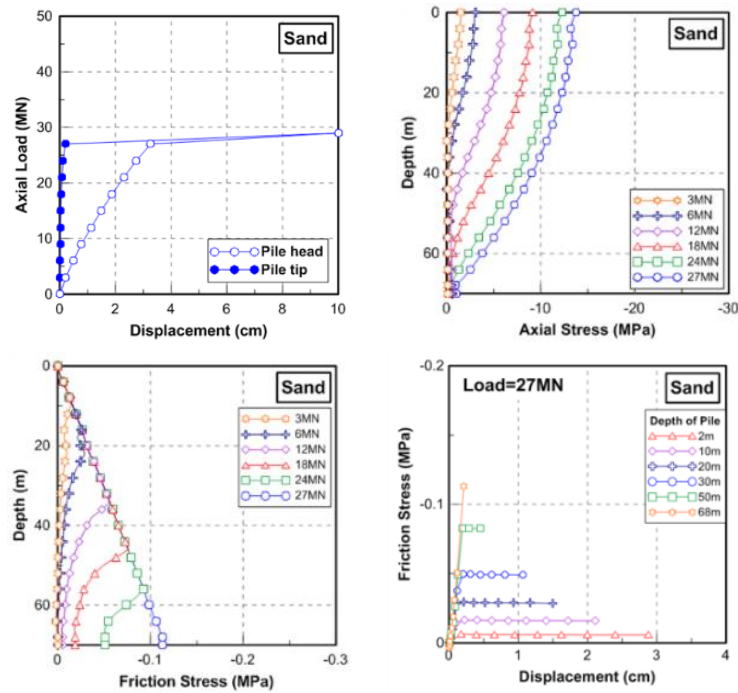 50
40
30
20
10
0
Axial Load (MN)
Sand
Pile head
Pile tip
0 2 4 6 8 10
Displacement (cm)
0
20
40
60
Depth (m)
Sand
3MN
6MN
12MN
18MN
24MN
27MN
0 -10 -20 -30
Axial Stress (MPa)
0
20
40
60
Depth (m)
Sand
3MN
6MN
12MN
18MN
24MN
27MN
0 -0.1 -0.2 -0.3
Friction Stress (MPa)
-0.2
-0.1
0
Friction Stress (MPa)
Load=27MN
Sand
Depth of Pile
2m
10m
20m
30m
50m
68m
0 1 2 3 4
Displacement (cm)